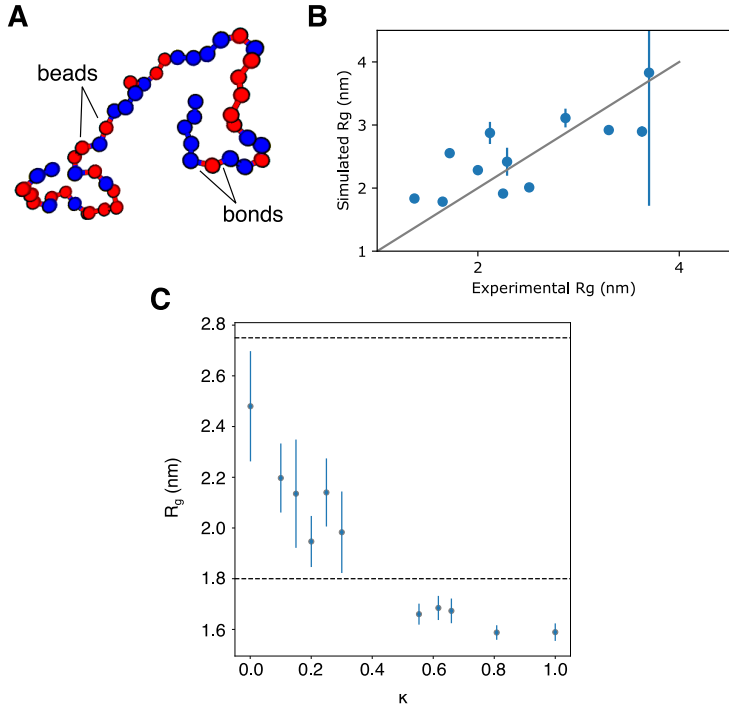 A
beads
bonds
B
Simulated Rg (nm)
4
3
2
1
2
4
Experimental Rg (nm)
C
R_g (nm)
2.8
2.6
2.4
2.2
2.0
1.8
1.6
0.0 0.2 0.4 0.6 0.8 1.0
κ